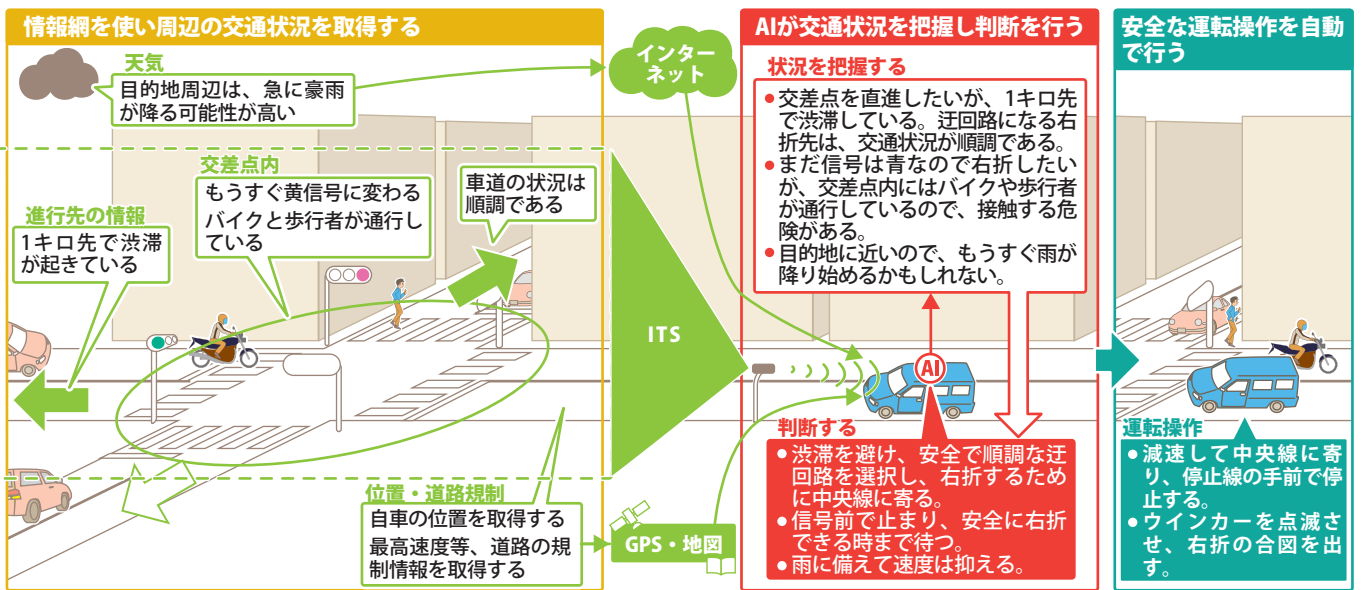 情報網を使い周辺の交通状況を取得する
天気
目的地周辺は、急に豪雨
が降る可能性が高い
交差点内
もうすぐ黄信号に変わる
バイクと歩行者が通行し
ている
車道の状況は
順調である
進行先の情報
1キロ先で渋滞
が起きている
位置・道路規制
自車の位置を取得する
最高速度等、道路の規
制情報を取得する
インター
ネット
ITS
GPS・地図
AIが交通状況を把握し判断を行う
状況を把握する
●交差点を直進したいが、1キロ先
で渋滞している。迂回路になる右
折先は、交通状況が順調である。
●まだ信号は青なので右折したい
が、交差点内にはバイクや歩行者
が通行しているので、接触する危
険がある。
●目的地に近いので、もうすぐ雨が
降り始めるかもしれない。
AI
判断する
●渋滞を避け、安全で順調な迂
回路を選択し、右折するため
に中央線に寄る。
●信号前で止まり、安全に右折
できる時まで待つ。
●雨に備えて速度は抑える。
安全な運転操作を自動
で行う
運転操作
●減速して中央線に寄
り、停止線の手前で停
止する。
●ウインカーを点滅さ
せ、右折の合図を出
す。